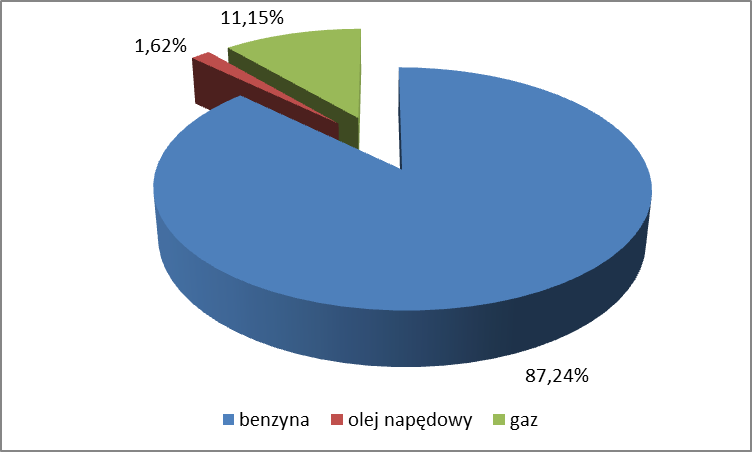 11,15%
1,62%
87,24%
benzyna olej napędowy gaz